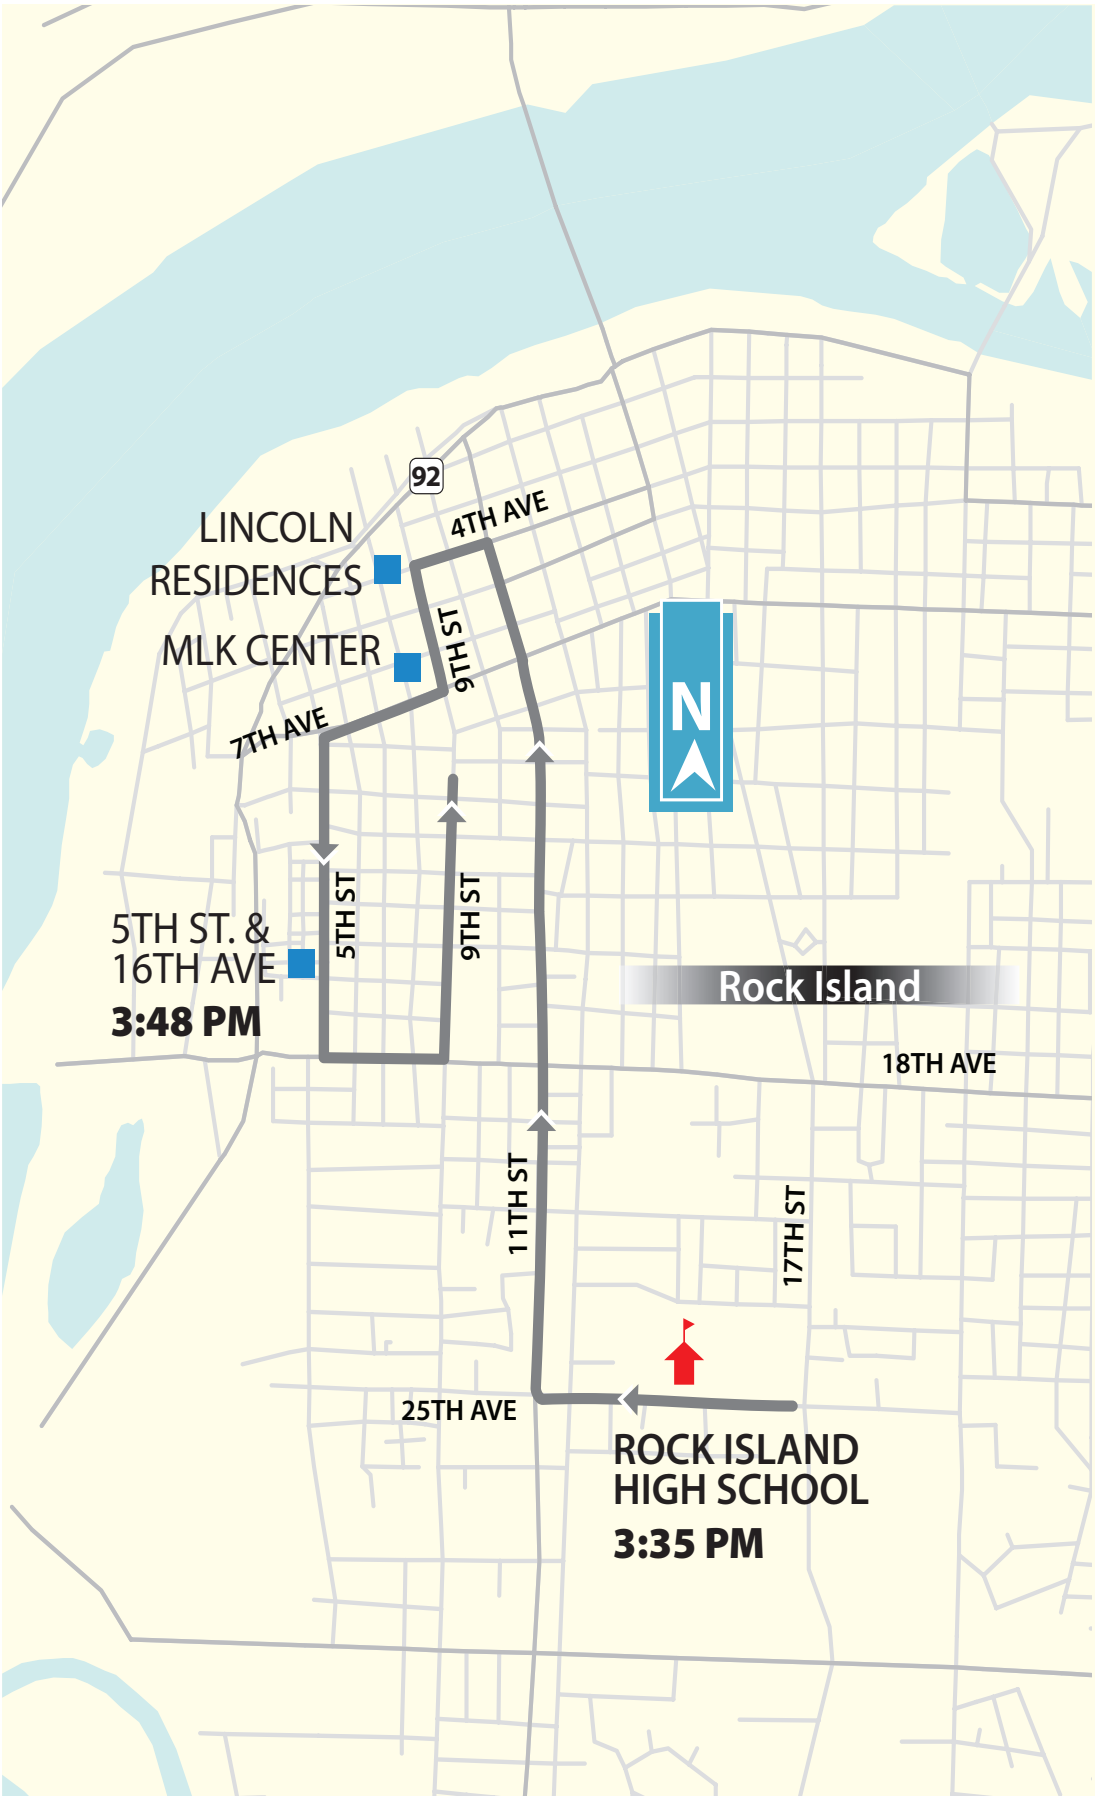 92
4TH AVE
LINCOLN
RESIDENCES
9TH ST
MLK CENTER
7TH AVE
N
5TH ST
9TH ST
5TH ST. &
16TH AVE
3:48 PM
Rock Island
18TH AVE
11TH ST
17TH ST
25TH AVE
ROCK ISLAND
HIGH SCHOOL
3:35 PM